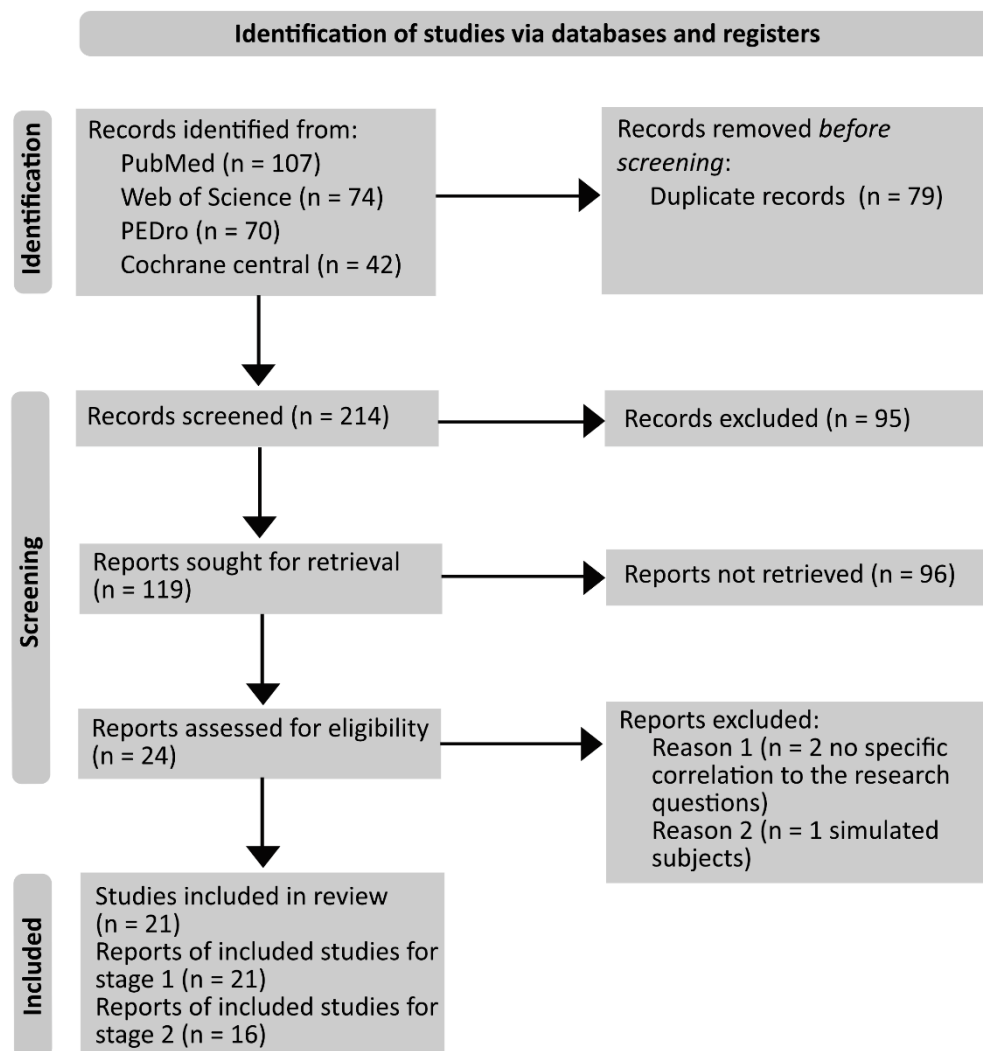 Identification of studies via databases and registers
Identification
Records identified from:
PubMed (n = 107)
Web of Science (n = 74)
PEDro (n = 70)
Cochrane central (n = 42)
Records removed before
screening:
Duplicate records (n = 79)
Screening
Records screened (n = 214)
Records excluded (n = 95)
Reports sought for retrieval
(n = 119)
Reports not retrieved (n = 96)
Reports assessed for eligibility
(n = 24)
Reports excluded:
Reason 1 (n = 2 no specific
correlation to the research
questions)
Reason 2 (n = 1 simulated
subjects)
Included
Studies included in review
(n = 21)
Reports of included studies for
stage 1 (n = 21)
Reports of included studies for
stage 2 (n = 16)